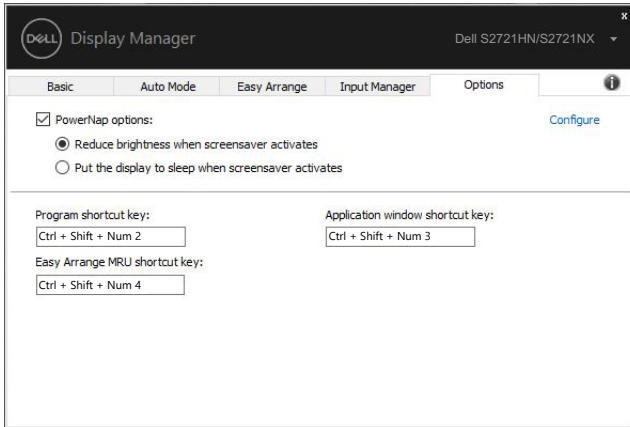 x
DELL Display Manager
Dell S2721HN/S2721NX
Basic Auto Mode Easy Arrange Input Manager Options i
PowerNap options: Configure
Reduce brightness when screensaver activates
Put the display to sleep when screensaver activates
Program shortcut key: Application window shortcut key:
Ctrl + Shift + Num 2 Ctrl + Shift + Num 3
Easy Arrange MRU shortcut key:
Ctrl + Shift + Num 4